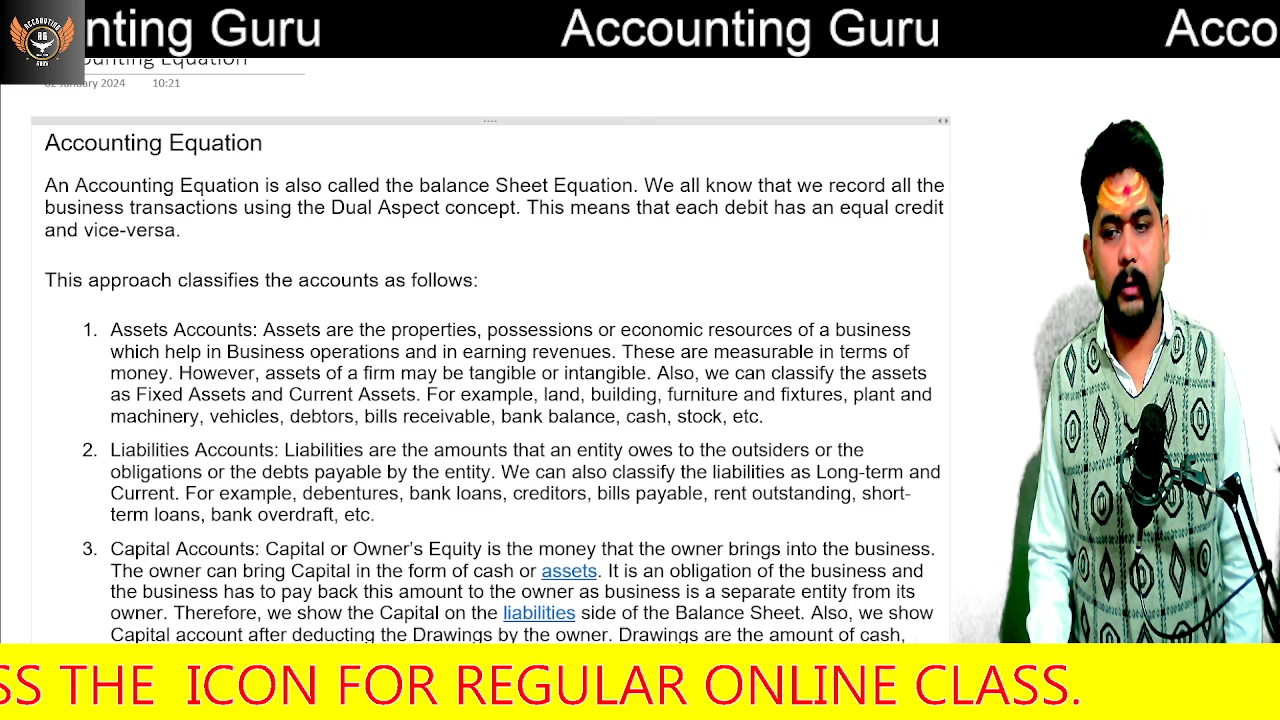 nting Guru Accounting Guru Acco
ACCOUNTING
AG
GURU
unting Equation
02 January 2024 10:21
Accounting Equation
An Accounting Equation is also called the balance Sheet Equation. We all know that we record all the
business transactions using the Dual Aspect concept. This means that each debit has an equal credit
and vice-versa.
This approach classifies the accounts as follows:
1. Assets Accounts: Assets are the properties, possessions or economic resources of a business
which help in Business operations and in earning revenues. These are measurable in terms of
money. However, assets of a firm may be tangible or intangible. Also, we can classify the assets
as Fixed Assets and Current Assets. For example, land, building, furniture and fixtures, plant and
machinery, vehicles, debtors, bills receivable, bank balance, cash, stock, etc.
2. Liabilities Accounts: Liabilities are the amounts that an entity owes to the outsiders or the
obligations or the debts payable by the entity. We can also classify the liabilities as Long-term and
Current. For example, debentures, bank loans, creditors, bills payable, rent outstanding, short-
term loans, bank overdraft, etc.
3. Capital Accounts: Capital or Owner’s Equity is the money that the owner brings into the business.
The owner can bring Capital in the form of cash or assets. It is an obligation of the business and
the business has to pay back this amount to the owner as business is a separate entity from its
owner. Therefore, we show the Capital on the liabilities side of the Balance Sheet. Also, we show
Capital account after deducting the Drawings by the owner. Drawings are the amount of cash,
SS THE ICON FOR REGULAR ONLINE CLASS.